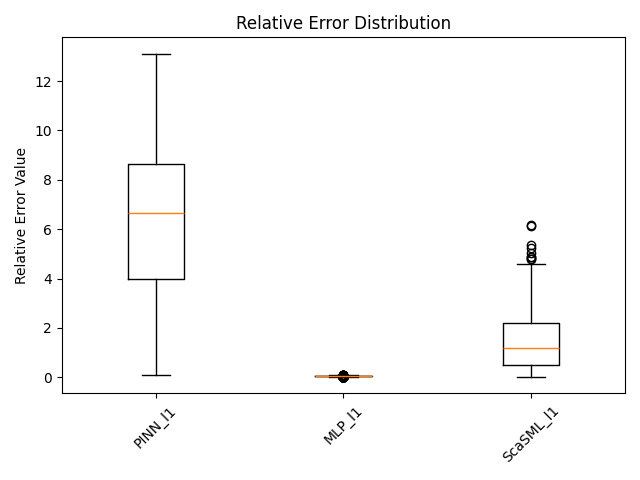 Relative Error Distribution
Relative Error Value
12
10
8
6
4
2
0
PINN_l1
MLP_l1
ScaSML_l1